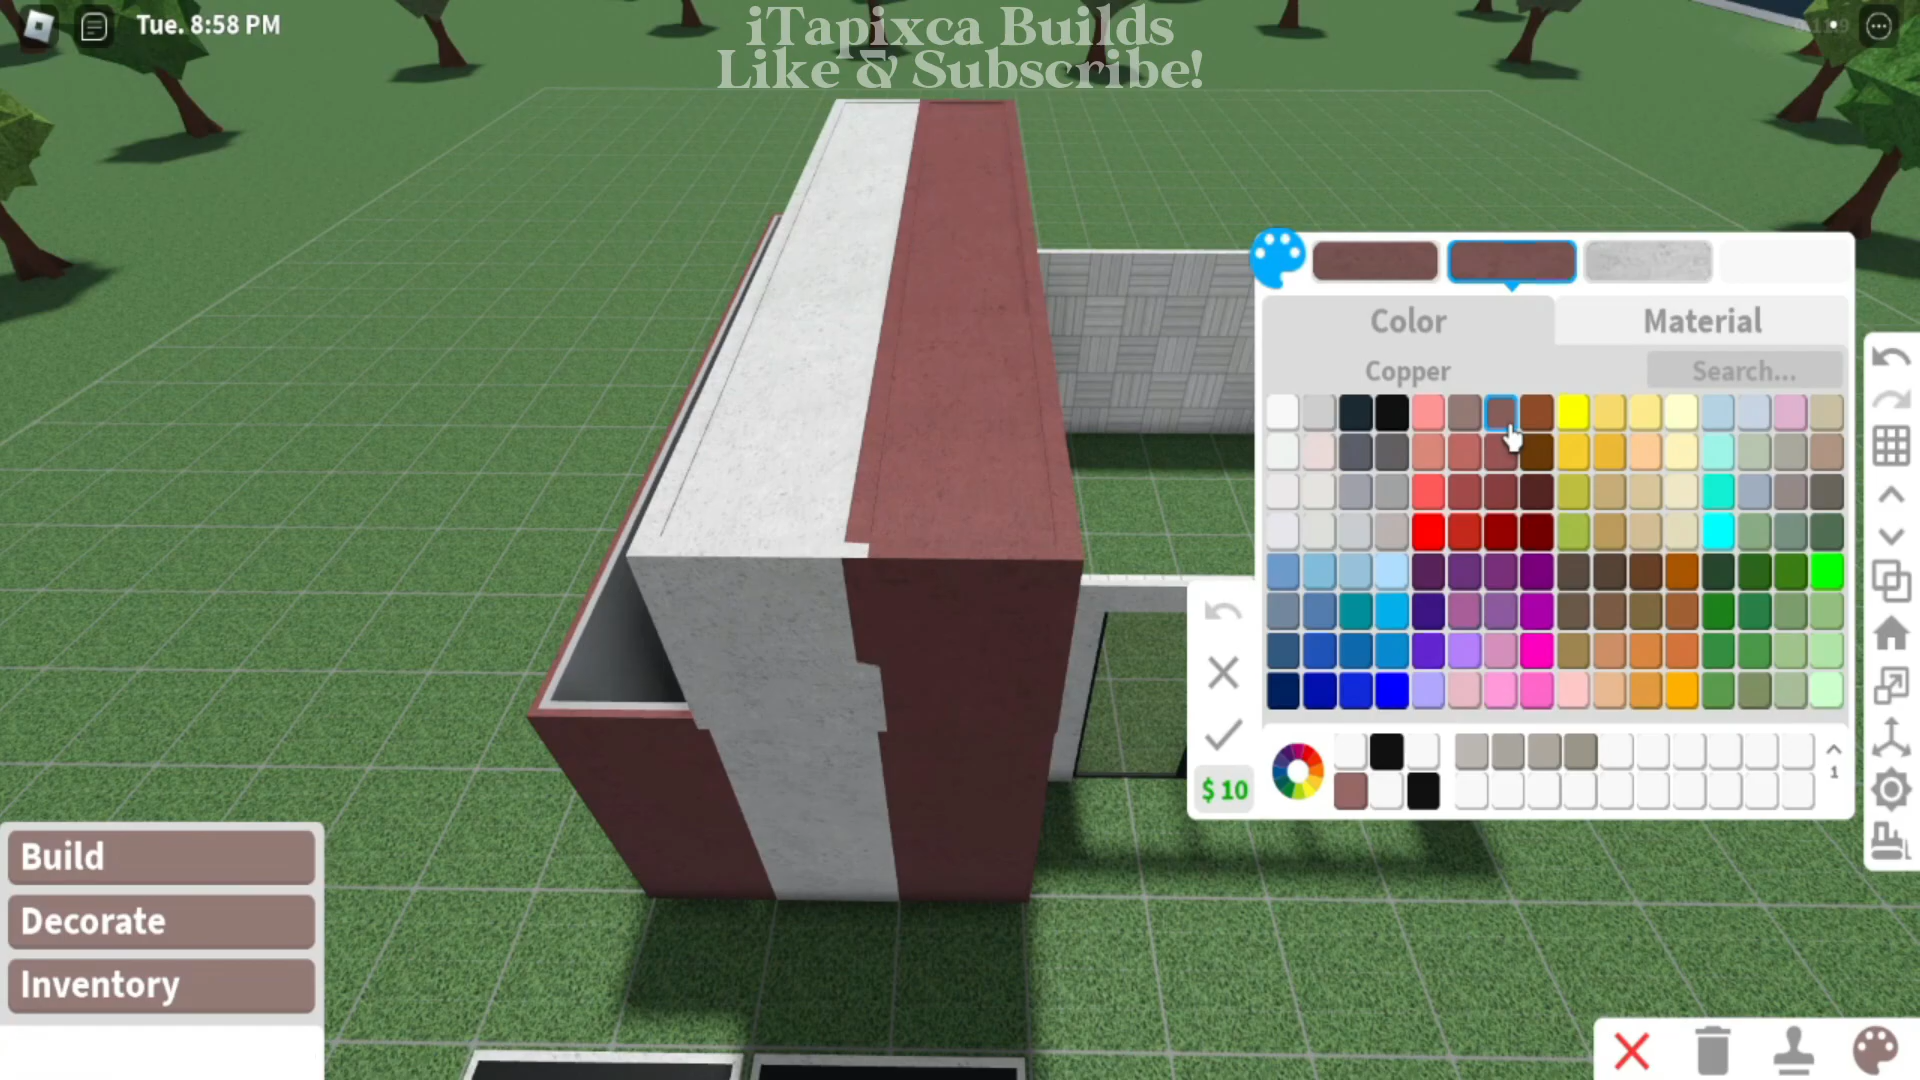 Tue. 8:58 PM
iTapixca Builds
Like & Subscribe!
Color
Material
Copper
Search...
1
$ 10
Build
Decorate
Inventory